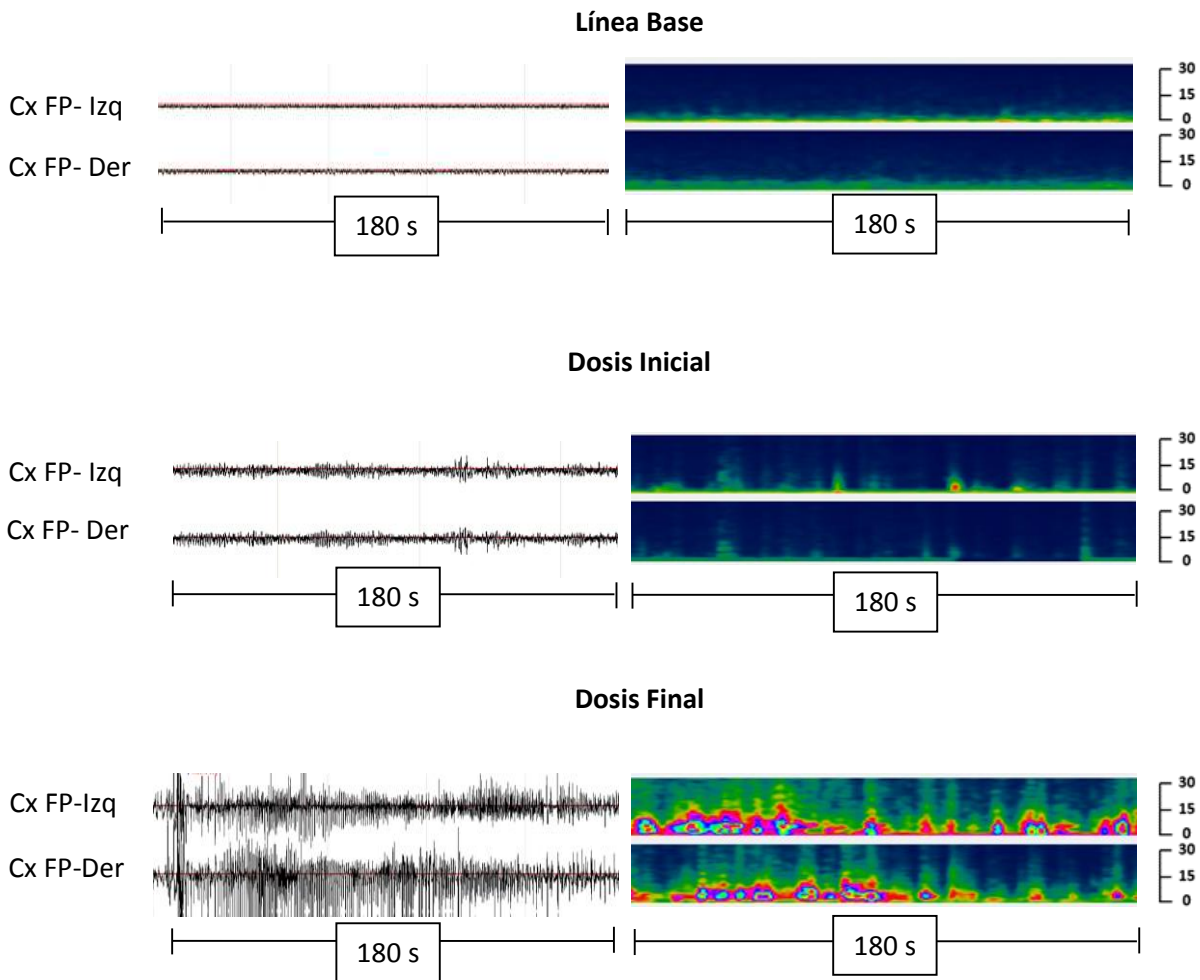 Línea Base
Cx FP- Izq
30
15
0
Cx FP- Der
30
15
0
180 s
180 s
Dosis Inicial
Cx FP- Izq
30
15
0
Cx FP- Der
30
15
0
180 s
180 s
Dosis Final
Cx FP-Izq
30
15
0
Cx FP-Der
30
15
0
180 s
180 s